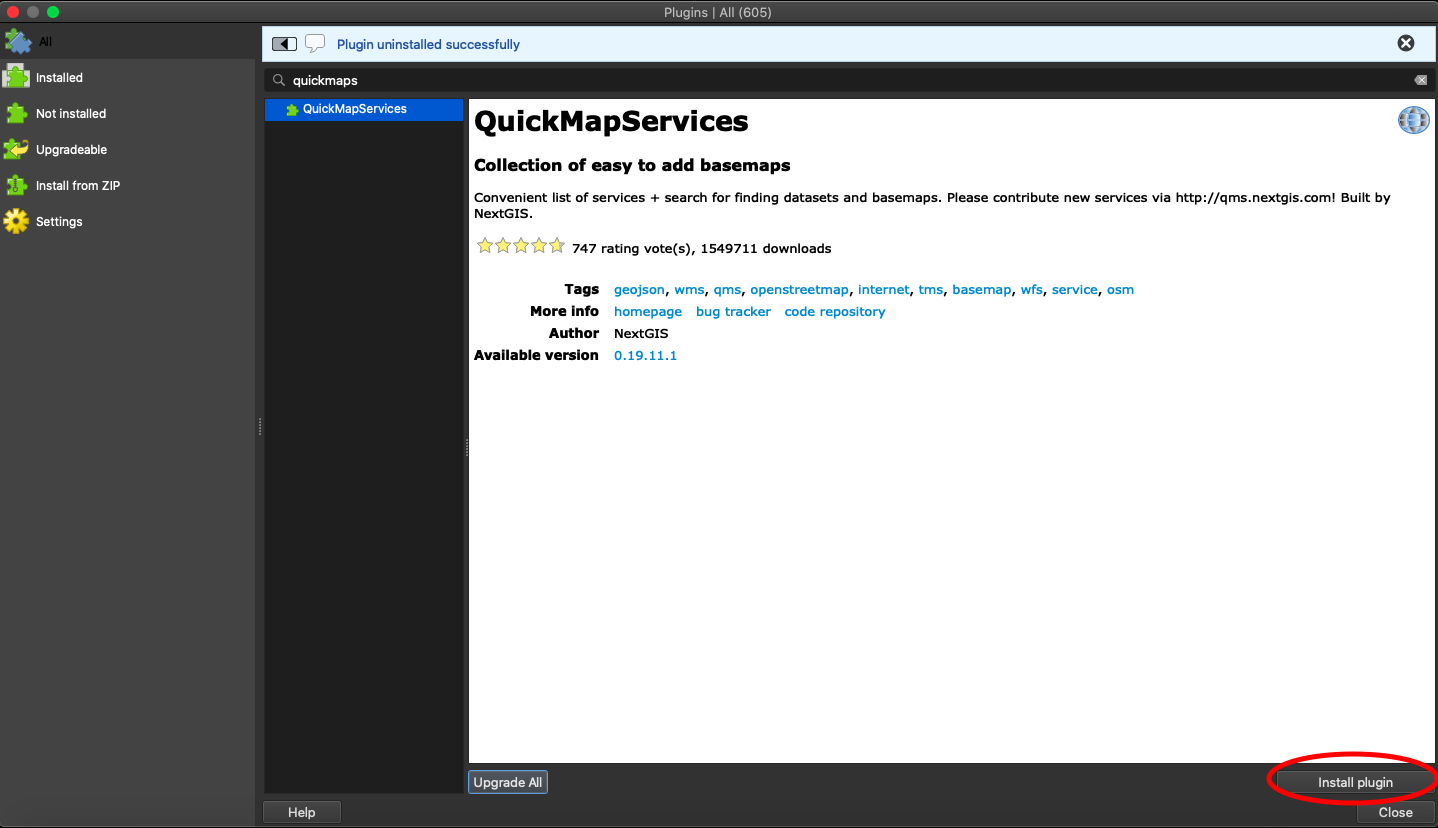 Plugins | All (605)
All
Installed
Not installed
Upgradeable
Install from ZIP
Settings
Plugin uninstalled successfully
quickmaps
QuickMapServices
QuickMapServices
Collection of easy to add basemaps
Convenient list of services + search for finding datasets and basemaps. Please contribute new services via http://qms.nextgis.com! Built by
NextGIS.
747 rating vote(s), 1549711 downloads
Tags geojson, wms, qms, openstreetmap, internet, tms, basemap, wfs, service, osm
More info homepage bug tracker code repository
Author NextGIS
Available version 0.19.11.1
Upgrade All
Install plugin
Help
Close